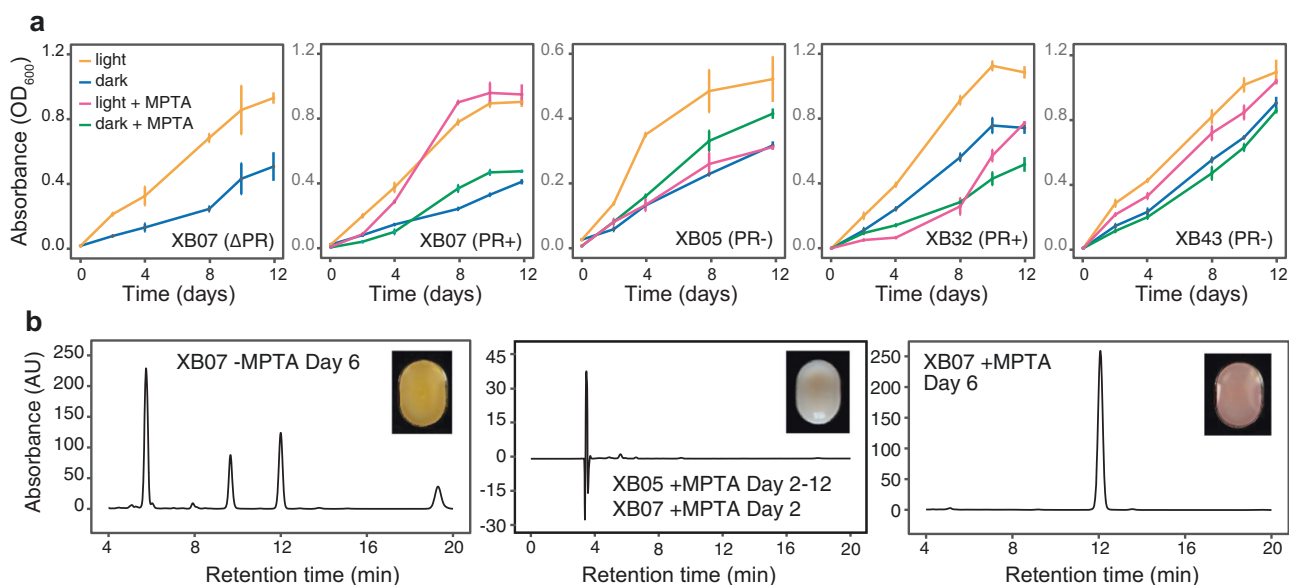 a
Absorbance (OD600)
1.2
0.8
0.4
0.0
light
dark
light + MPTA
dark + MPTA
XB07 (ΔPR)
0 4 8 12
Time (days)
1.2
0.8
0.4
0.0
XB07 (PR+)
0 4 8 12
Time (days)
0.6
0.4
0.2
0.0
XB05 (PR-)
0 4 8 12
Time (days)
1.2
0.8
0.4
0.0
XB32 (PR+)
0 4 8 12
Time (days)
1.2
0.8
0.4
0.0
XB43 (PR-)
0 4 8 12
Time (days)
b
Absorbance (AU)
250
200
150
100
50
0
XB07 -MPTA Day 6
4 8 12 16 20
Retention time (min)
45
30
15
0
-15
-30
XB05 +MPTA Day 2-12
XB07 +MPTA Day 2
0 4 8 12 16 20
Retention time (min)
250
200
150
100
50
0
XB07 +MPTA
Day 6
4 8 12 16 20
Retention time (min)